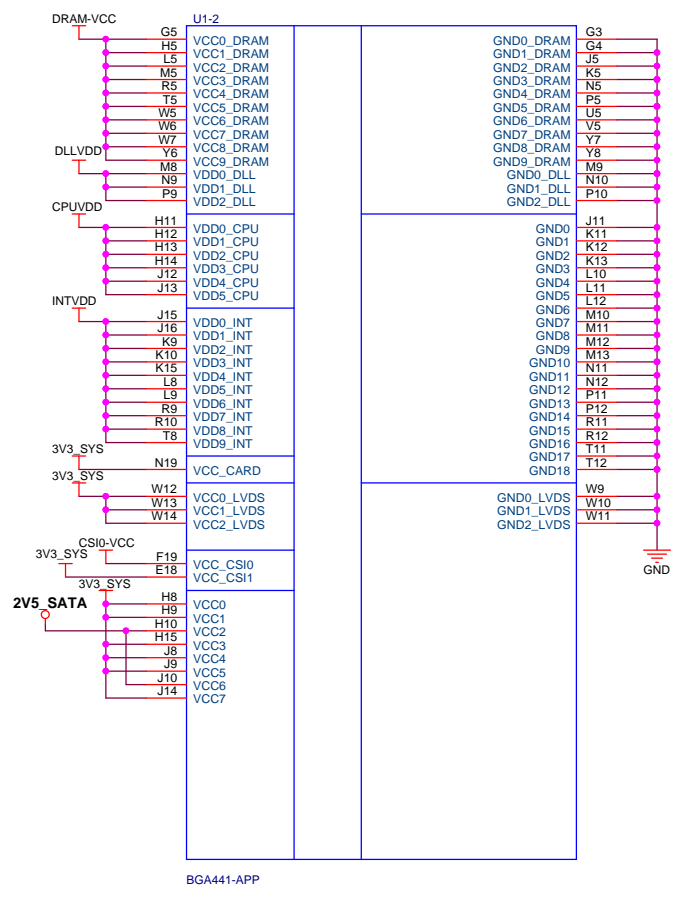 DRAM-VCC
U1-2
G5 VCC0_DRAM GND0_DRAM G3
H5 VCC1_DRAM GND1_DRAM G4
L5 VCC2_DRAM GND2_DRAM J5
M5 VCC3_DRAM GND3_DRAM K5
R5 VCC4_DRAM GND4_DRAM N5
T5 VCC5_DRAM GND5_DRAM P5
W5 VCC6_DRAM GND6_DRAM U5
W6 VCC7_DRAM GND7_DRAM V5
W7 VCC8_DRAM GND8_DRAM Y7
DLLVDD
Y6 VCC9_DRAM GND9_DRAM Y8
M8 VDD0_DLL GND0_DLL M9
N9 VDD1_DLL GND1_DLL N10
P9 VDD2_DLL GND2_DLL P10
CPUVDD
H11 VDD0_CPU GND0 J11
H12 VDD1_CPU GND1 K11
H13 VDD2_CPU GND2 K12
H14 VDD3_CPU GND3 K13
J12 VDD4_CPU GND4 L10
J13 VDD5_CPU GND5 L11
INTVDD
GND6 L12
J15 VDD0_INT GND7 M10
J16 VDD1_INT GND8 M11
K9 VDD2_INT GND9 M12
K10 VDD3_INT GND10 M13
K15 VDD4_INT GND11 N11
L8 VDD5_INT GND12 N12
L9 VDD6_INT GND13 P11
R9 VDD7_INT GND14 P12
R10 VDD8_INT GND15 R11
T8 VDD9_INT GND16 R12
3V3_SYS
GND17 T11
N19 VCC_CARD GND18 T12
3V3_SYS
W12 VCC0_LVDS GND0_LVDS W9
W13 VCC1_LVDS GND1_LVDS W10
W14 VCC2_LVDS GND2_LVDS W11
CSI0-VCC
3V3_SYS
F19 VCC_CSI0
E18 VCC_CSI1
GND
3V3_SYS
2V5_SATA
H8 VCC0
H9 VCC1
H10 VCC2
H15 VCC3
J8 VCC4
J9 VCC5
J10 VCC6
J14 VCC7
BGA441-APP